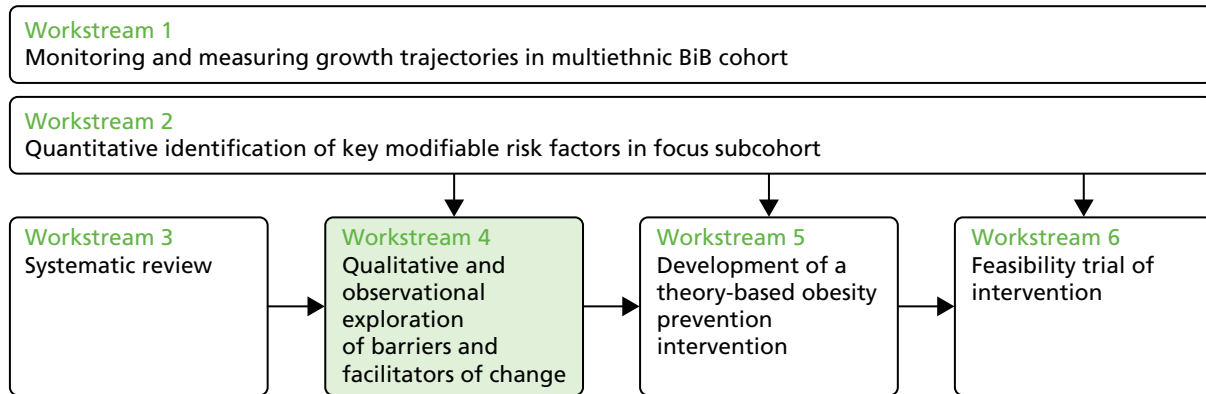 Workstream 1
Monitoring and measuring growth trajectories in multiethnic BiB cohort
Workstream 2
Quantitative identification of key modifiable risk factors in focus subcohort
Workstream 3
Systematic review
Workstream 4
Qualitative and
observational
exploration
of barriers and
facilitators of change
Workstream 5
Development of a
theory-based obesity
prevention
intervention
Workstream 6
Feasibility trial of
intervention